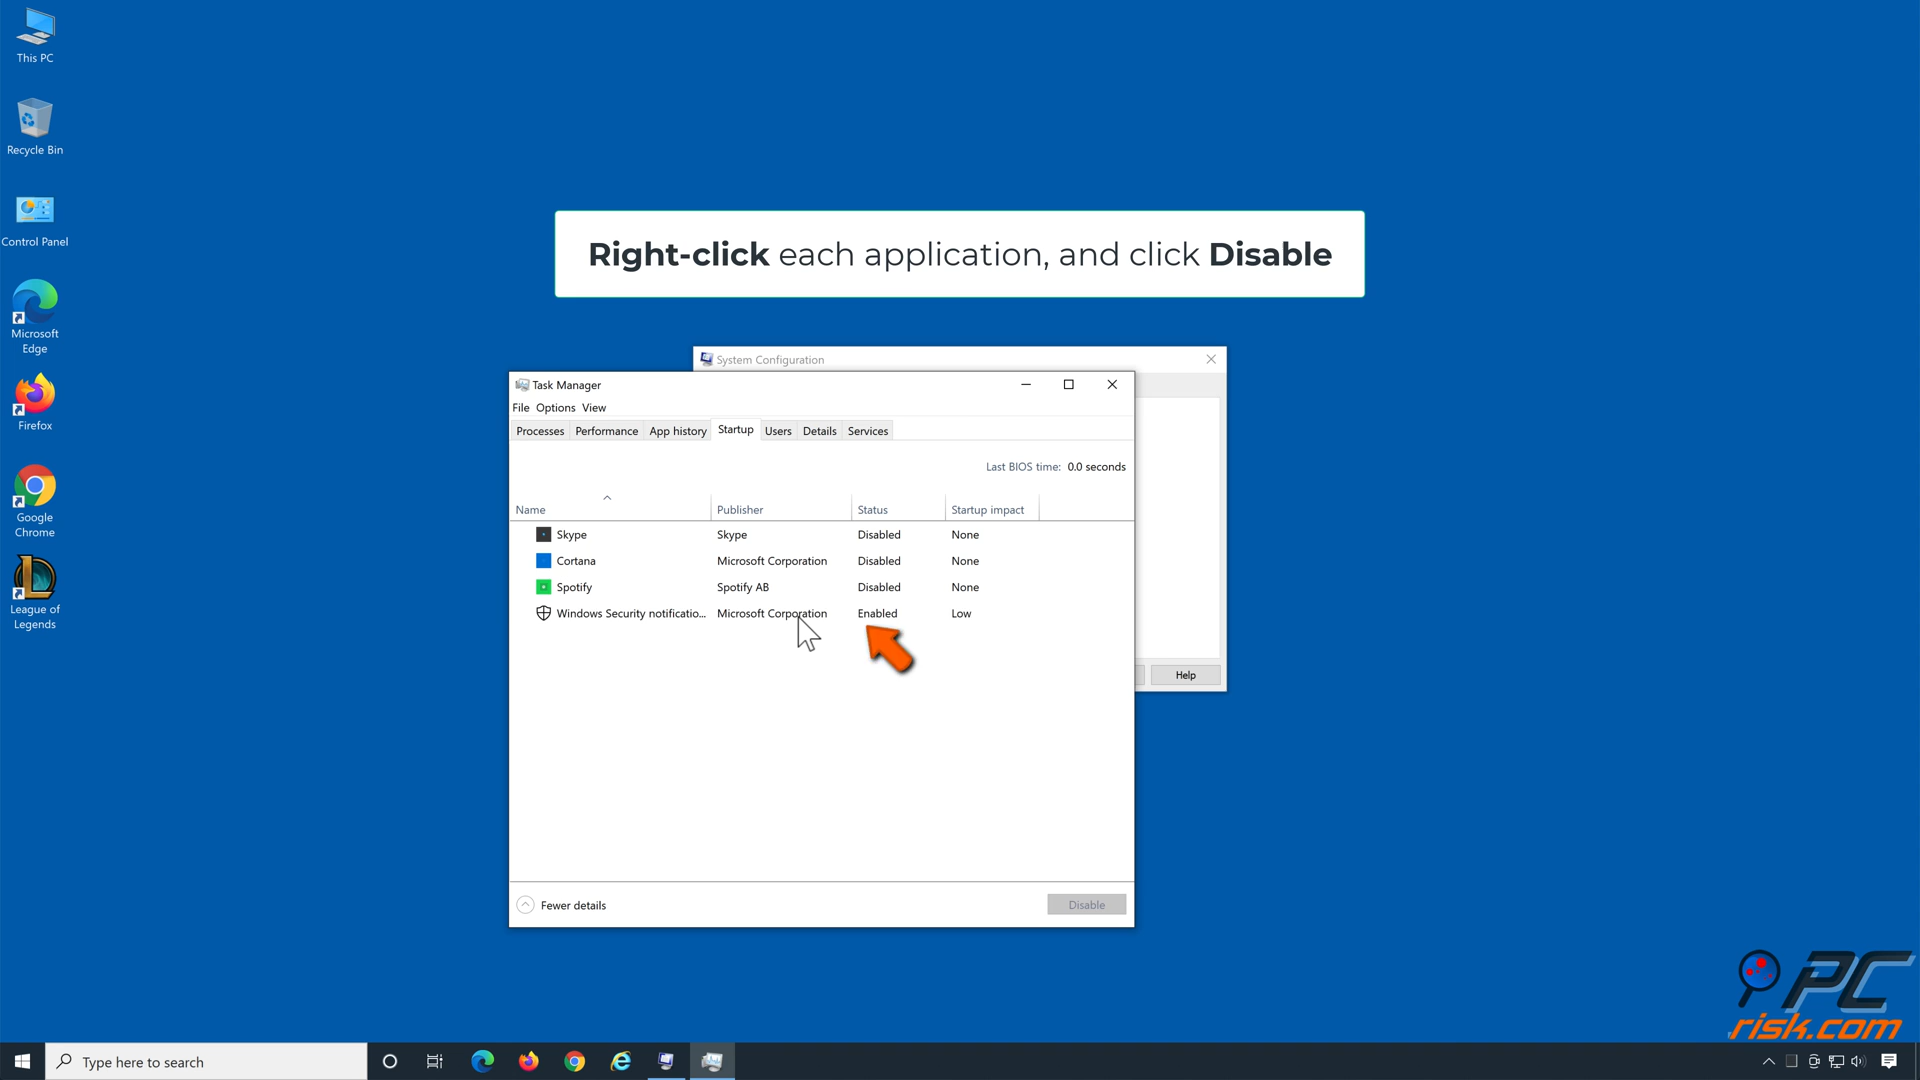 This PC
Recycle Bin
Control Panel
Microsoft
Edge
Firefox
Google
Chrome
League of
Legends
Right-click each application, and click Disable
System Configuration
Task Manager
File Options View
Processes Performance App history Startup Users Details Services
Last BIOS time: 0.0 seconds
Name Publisher Status Startup impact
Skype Skype Disabled None
Cortana Microsoft Corporation Disabled None
Spotify Spotify AB Disabled None
Windows Security notificatio... Microsoft Corporation Enabled Low
Help
Fewer details Disable
PC
risk.com
Type here to search